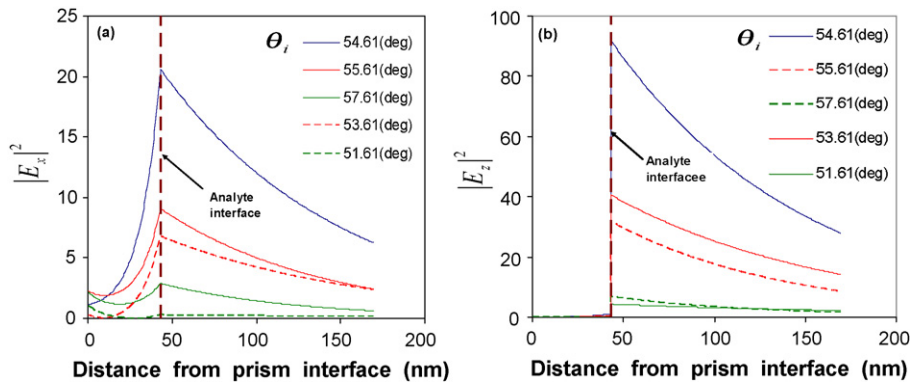 (a)
θi
54.61(deg)
55.61(deg)
57.61(deg)
53.61(deg)
51.61(deg)
Analyte
interface
|Ex|²
25
20
15
10
5
0
0 50 100 150 200
Distance from prism interface (nm)
(b)
θi
54.61(deg)
55.61(deg)
57.61(deg)
53.61(deg)
51.61(deg)
Analyte
interfacee
|Ez|²
100
80
60
40
20
0
0 50 100 150 200
Distance from prism interface (nm)